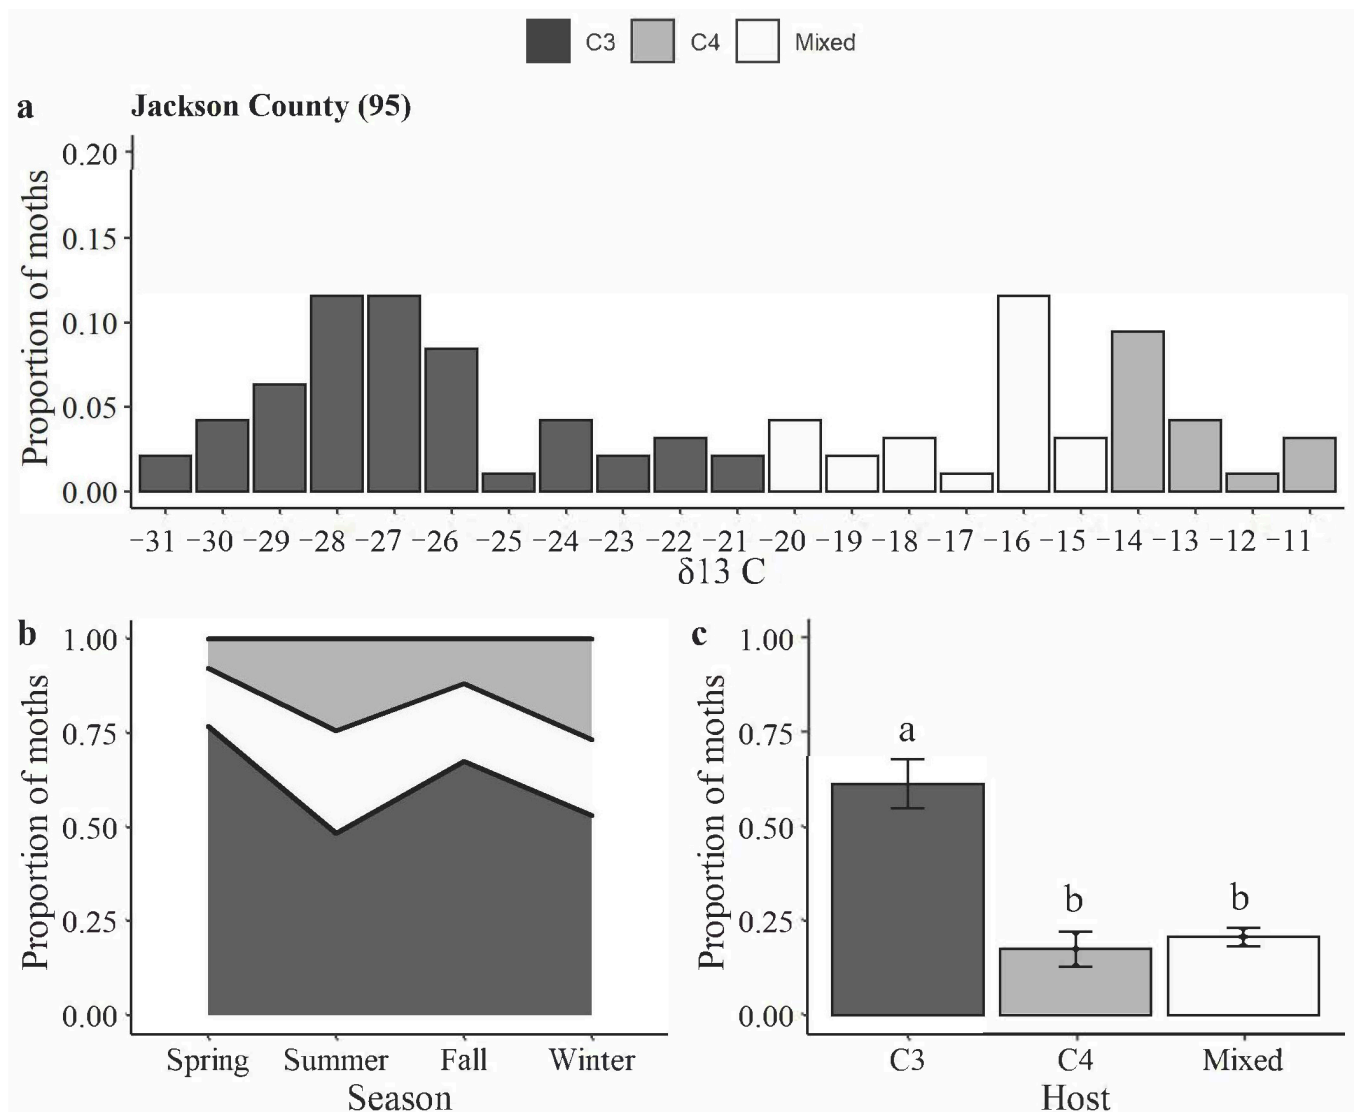 C3 C4 Mixed
a Jackson County (95)
Proportion of moths
0.20
0.15
0.10
0.05
0.00
−31 −30 −29 −28 −27 −26 −25 −24 −23 −22 −21 −20 −19 −18 −17 −16 −15 −14 −13 −12 −11
δ13 C
b
Proportion of moths
1.00
0.75
0.50
0.25
0.00
Spring Summer Fall Winter
Season
c
Proportion of moths
1.00
0.75
0.50
0.25
0.00
a
b
b
C3 C4 Mixed
Host